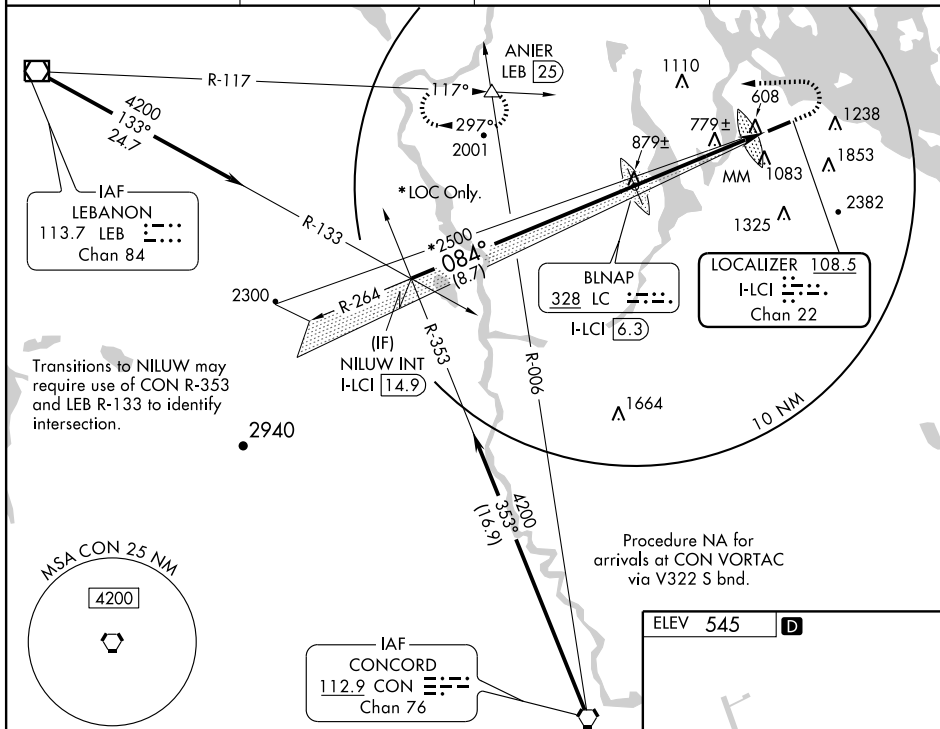 ANIER
LEB 25
R-117
117°
297°
2001
1110
608
1238
779±
879±
1853
MM
1083
2382
1325
4200
133°
24.7
IAF
LEBANON
113.7 LEB
Chan 84
*LOC Only.
R-133
*2500
084°
(8.7)
2300
R-264
(IF)
NILUW INT
I-LCI 14.9
R-353
R-006
BLNAP
328 LC
I-LCI 6.3
LOCALIZER 108.5
I-LCI
Chan 22
Transitions to NILUW may
require use of CON R-353
and LEB R-133 to identify
intersection.
1664
10 NM
2940
4200
353°
(16.9)
Procedure NA for
arrivals at CON VORTAC
via V322 S bnd.
MSA CON 25 NM
4200
IAF
CONCORD
112.9 CON
Chan 76
ELEV 545 D